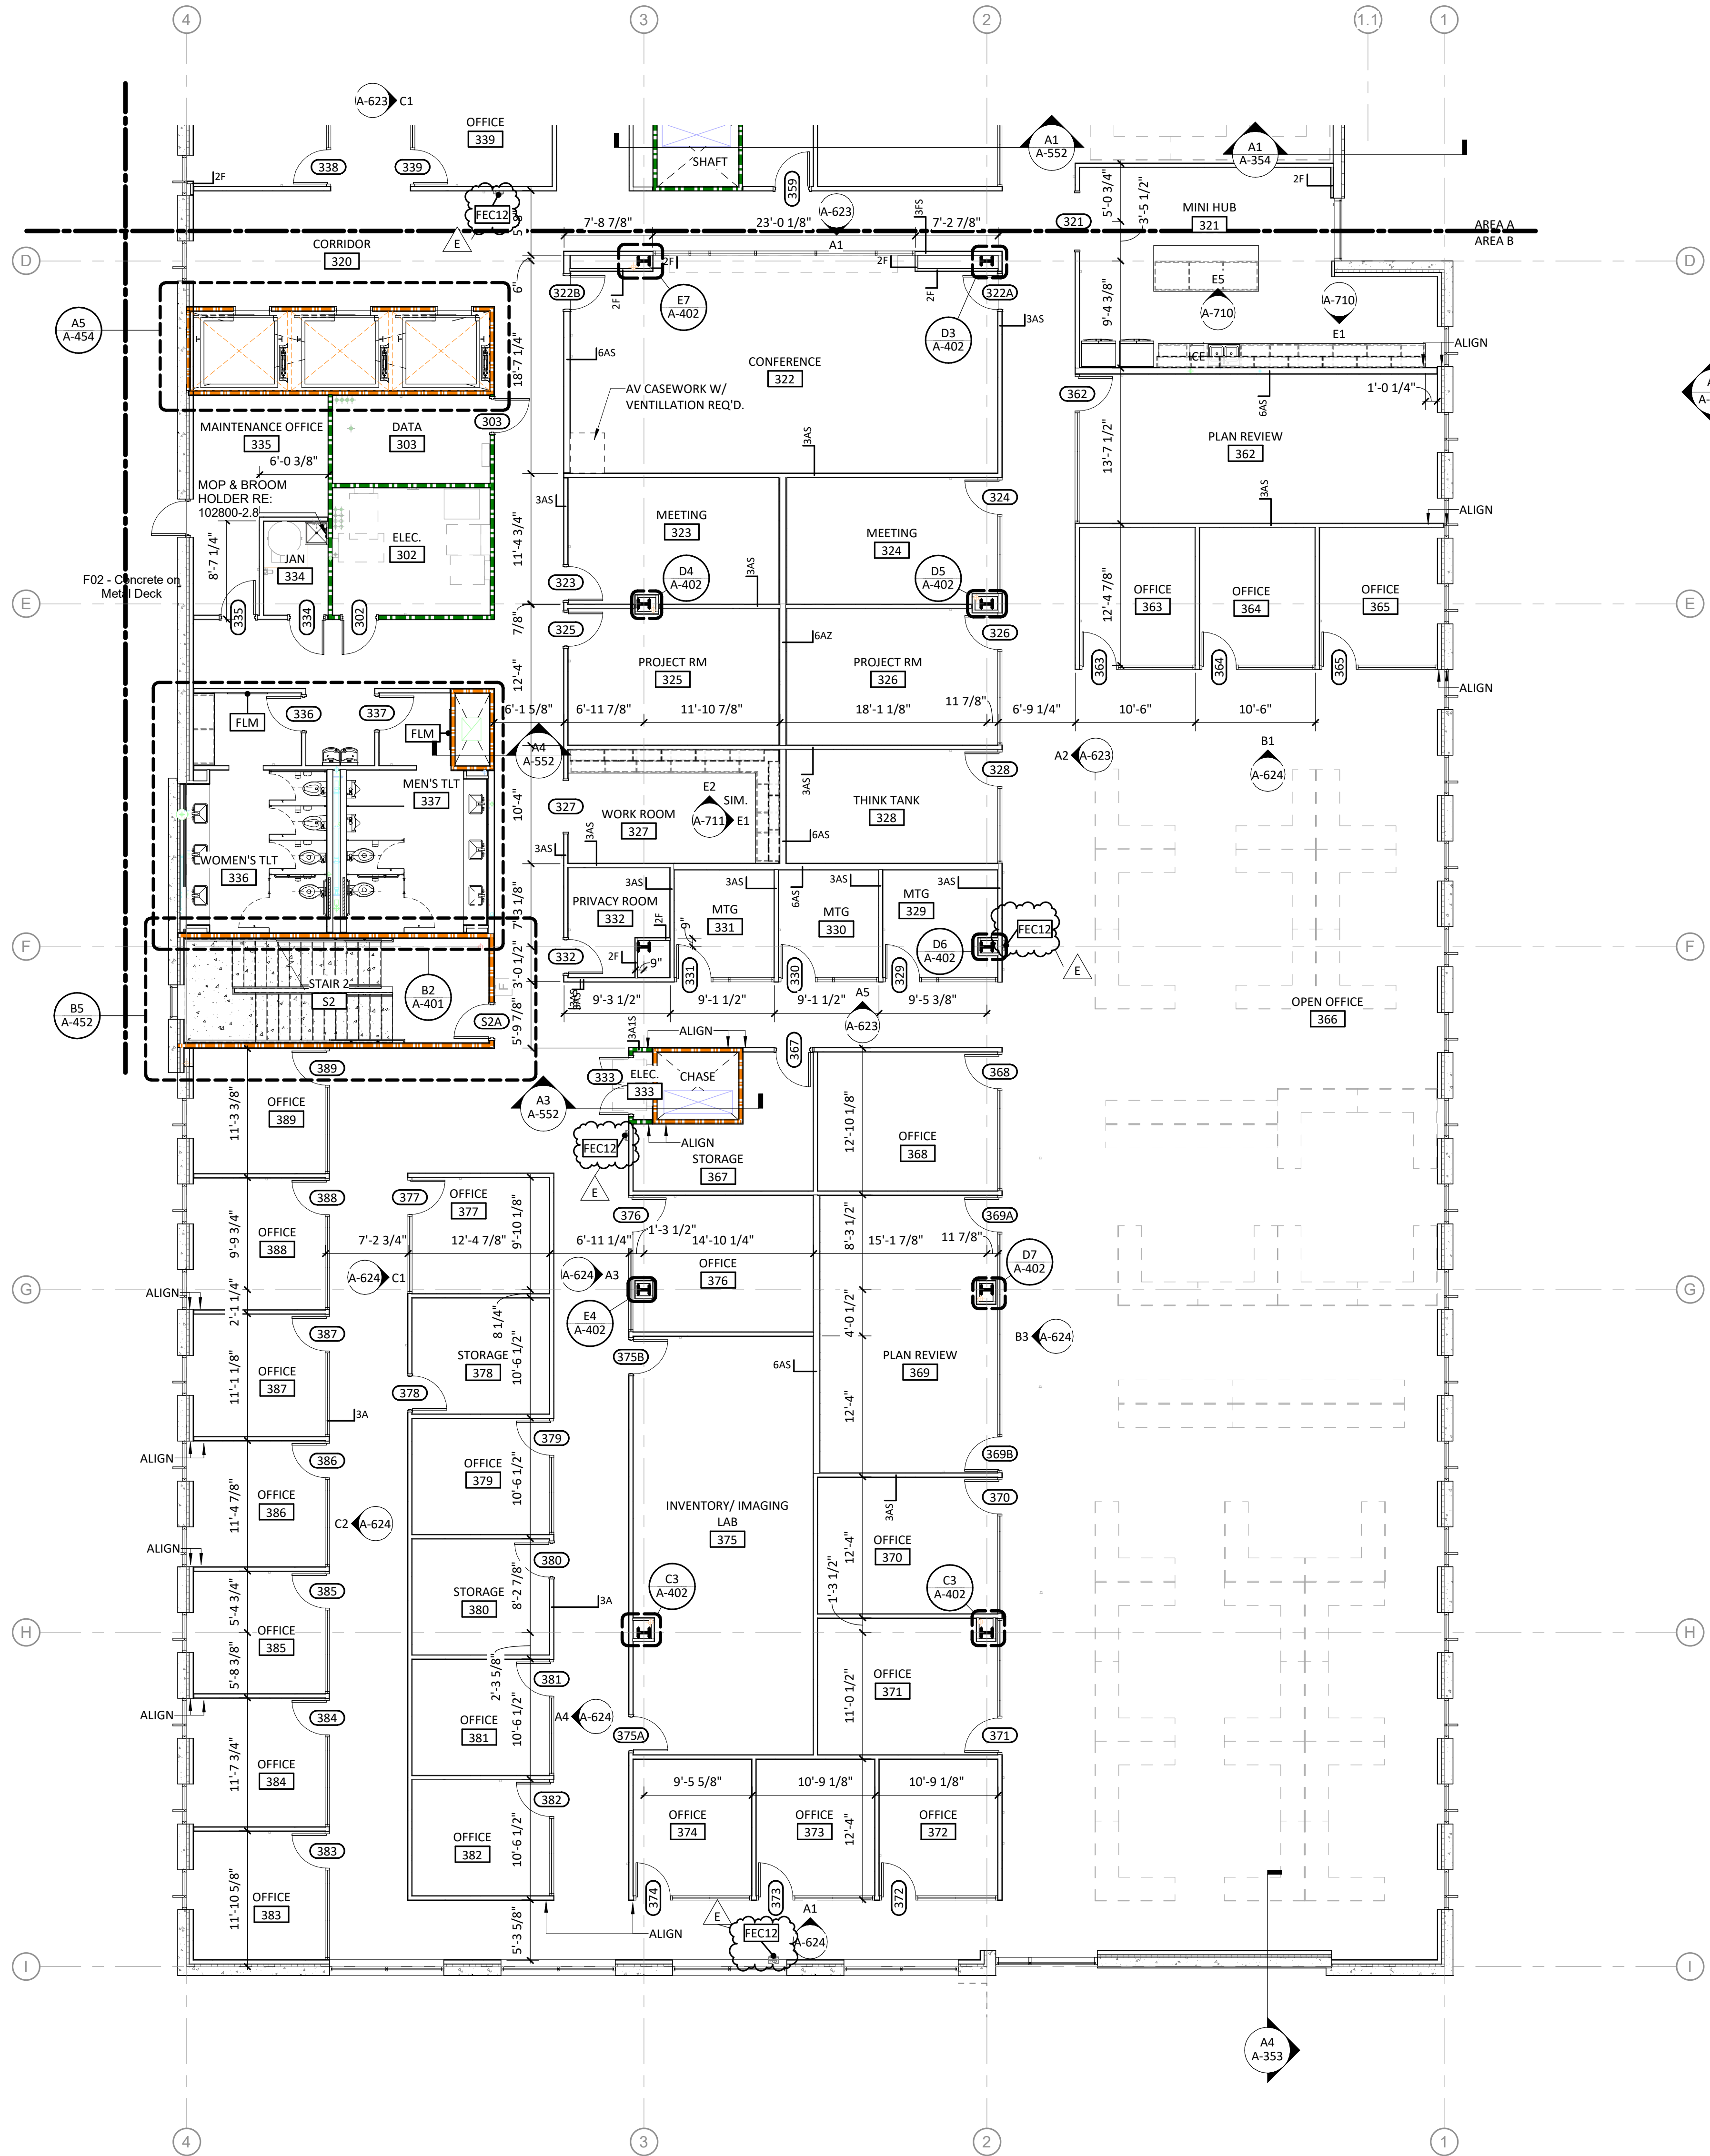 4
3
2
1.1
1
A-623
C1
OFFICE
339
338
339
SHAFT
359
A1
A-552
A1
A-354
2F
2F
FEC12
E
5'-8"
7'-8 7/8"
23'-0 1/8"
7'-2 7/8"
A-623
A1
3FS
321
5'-0 3/4"
3'-5 1/2"
MINI HUB
321
AREA A
AREA B
CORRIDOR
320
D
D
6"
2F
2F
2F
2F
322B
322A
E7
A-402
D3
A-402
9'-4 3/8"
E5
A-710
A-710
E1
A5
A-454
18'-7 1/4"
6AS
3AS
CONFERENCE
322
AV CASEWORK W/
VENTILLATION REQ'D.
ICE
ALIGN
362
6AS
1'-0 1/4"
303
MAINTENANCE OFFICE
335
DATA
303
6'-0 3/8"
3AS
PLAN REVIEW
362
13'-7 1/2"
MOP & BROOM
HOLDER RE:
102800-2.8
3AS
3AS
324
ALIGN
MEETING
323
MEETING
324
11'-4 3/4"
ELEC.
302
JAN
334
8'-7 1/4"
F02 - Concrete on
Metal Deck
323
D4
A-402
3AS
D5
A-402
12'-4 7/8"
OFFICE
363
OFFICE
364
OFFICE
365
E
E
335
334
302
7/8"
325
326
6AZ
PROJECT RM
325
PROJECT RM
326
12'-4"
363
364
365
ALIGN
FLM
336
337
FLM
6'-1 5/8"
6'-11 7/8"
11'-10 7/8"
18'-1 1/8"
11 7/8"
6'-9 1/4"
10'-6"
10'-6"
A4
A-552
A2
A-623
B1
A-624
3AS
328
MEN'S TLT
337
10'-4"
327
E2
SIM.
A-711
E1
WORK ROOM
327
THINK TANK
328
6AS
3AS
3AS
WOMEN'S TLT
336
7'-3 1/8"
3AS
3AS
6AS
3AS
3AS
PRIVACY ROOM
332
MTG
331
MTG
330
MTG
329
2F
9"
FEC12
E
D6
A-402
F
F
332
2F
9"
331
330
329
3'-0 1/2"
STAIR 2
S2
B2
A-401
B5
A-452
S2A
5'-9 7/8"
3AS
9'-3 1/2"
9'-1 1/2"
9'-1 1/2"
9'-5 3/8"
A5
A-623
OPEN OFFICE
366
3A1S
ALIGN
367
389
333
ELEC.
333
CHASE
368
OFFICE
389
11'-3 3/8"
A3
A-552
12'-10 1/8"
FEC12
E
ALIGN
STORAGE
367
OFFICE
368
388
377
OFFICE
377
9'-10 1/8"
376
369A
OFFICE
388
9'-9 3/4"
1'-3 1/2"
8'-3 1/2"
7'-2 3/4"
12'-4 7/8"
6'-11 1/4"
14'-10 1/4"
15'-1 7/8"
11 7/8"
A-624
C1
A-624
A3
OFFICE
376
D7
A-402
G
G
ALIGN
2'-1 1/4"
E4
A-402
8 1/4"
4'-0 1/2"
387
375B
B3
A-624
STORAGE
378
10'-6 1/2"
6AS
PLAN REVIEW
369
OFFICE
387
11'-1 1/8"
378
3A
12'-4"
379
369B
ALIGN
386
OFFICE
379
10'-6 1/2"
370
OFFICE
386
11'-4 7/8"
C2
A-624
INVENTORY/ IMAGING
LAB
375
3AS
ALIGN
380
OFFICE
370
12'-4"
385
C3
A-402
C3
A-402
5'-4 3/4"
STORAGE
380
8'-2 7/8"
3A
1'-3 1/2"
H
H
OFFICE
385
5'-8 3/8"
2'-3 5/8"
381
OFFICE
371
ALIGN
384
A4
A-624
OFFICE
381
10'-6 1/2"
375A
11'-0 1/2"
371
OFFICE
384
11'-7 3/4"
382
9'-5 5/8"
10'-9 1/8"
10'-9 1/8"
OFFICE
374
OFFICE
373
OFFICE
372
12'-4"
383
OFFICE
382
10'-6 1/2"
OFFICE
383
11'-10 5/8"
374
373
372
5'-3 5/8"
ALIGN
E
FEC12
A1
A-624
I
I
A4
A-353
4
3
2
1